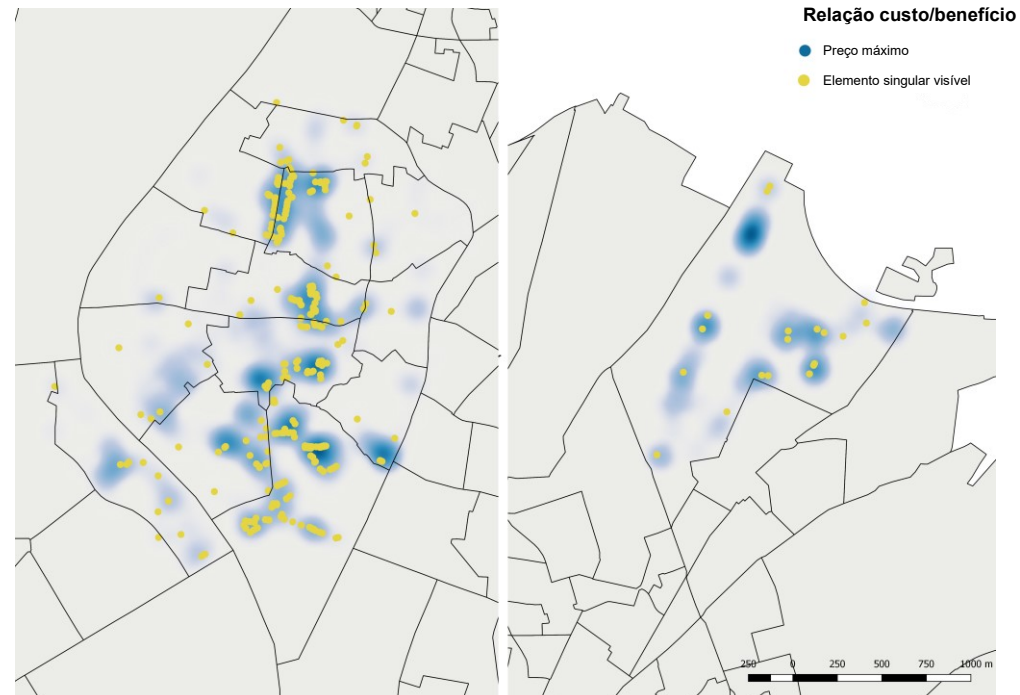 Relação custo/benefício
Preço máximo
Elemento singular visível
250 0 250 500 750 1000 m